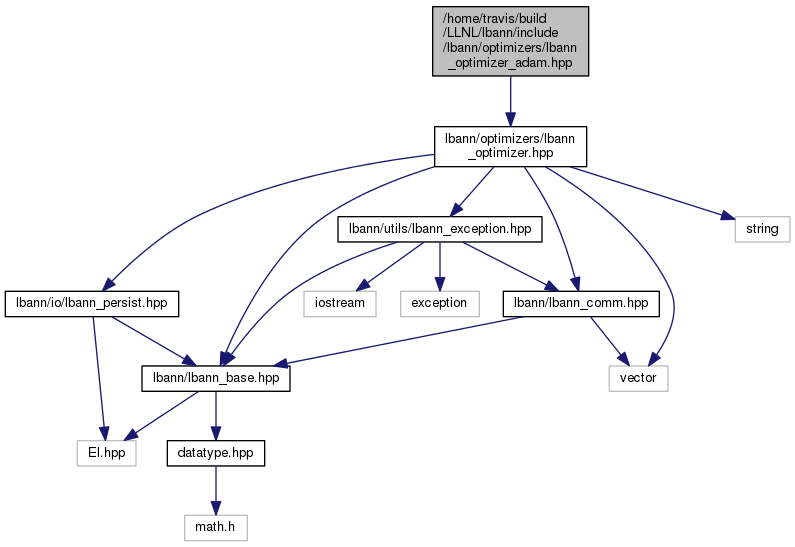 /home/travis/build
/LLNL/lbann/include
/lbann/optimizers/lbann
_optimizer_adam.hpp
lbann/optimizers/lbann
_optimizer.hpp
lbann/utils/lbann_exception.hpp
string
lbann/io/lbann_persist.hpp
iostream
exception
lbann/lbann_comm.hpp
lbann/lbann_base.hpp
vector
El.hpp
datatype.hpp
math.h